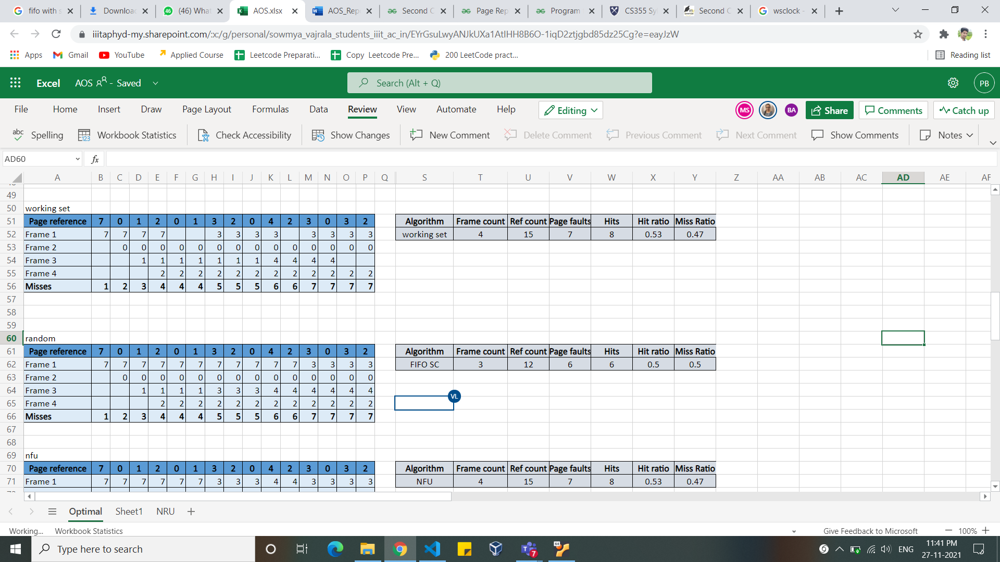 fifo with s
Downloa
(46) What
AOS.xlsx
AOS_Rep
Second C
Page Rep
Program
CS355 Sy
Second C
wsclock -
iiitaphyd-my.sharepoint.com/:x:/g/personal/sowmya_vajrala_students_iiit_ac_in/EYrGsuLwyANJkUXa1AtIHH8B6O-1iqD2ztjgbd85dz25Cg?e=eayJzW
Apps Gmail YouTube Applied Course Leetcode Preparati... Copy Leetcode Pre... 200 LeetCode pract... Reading list
Excel AOS - Saved Search (Alt + Q) PB
File Home Insert Draw Page Layout Formulas Data Review View Automate Help Editing MS BA Share Comments Catch up
abc Spelling 123 Workbook Statistics Check Accessibility Show Changes New Comment Delete Comment Previous Comment Next Comment Show Comments Notes
AD60 fx
A B C D E F G H I J K L M N O P Q S T U V W X Y Z AA AB AC AD AE AF
49
50 working set
51 Page reference 7 0 1 2 0 1 3 2 0 4 2 3 0 3 2 Algorithm Frame count Ref count Page faults Hits Hit ratio Miss Ratio
52 Frame 1 7 7 7 7 3 3 3 3 3 3 3 3 working set 4 15 7 8 0.53 0.47
53 Frame 2 0 0 0 0 0 0 0 0 0 0 0 0 0 0
54 Frame 3 1 1 1 1 1 1 1 4 4 4 4
55 Frame 4 2 2 2 2 2 2 2 2 2 2 2 2
56 Misses 1 2 3 4 4 4 5 5 5 6 6 7 7 7 7
57
58
59
60 random
61 Page reference 7 0 1 2 0 1 3 2 0 4 2 3 0 3 2 Algorithm Frame count Ref count Page faults Hits Hit ratio Miss Ratio
62 Frame 1 7 7 7 7 7 7 7 7 7 7 7 3 3 3 3 FIFO SC 3 12 6 6 0.5 0.5
63 Frame 2 0 0 0 0 0 0 0 0 0 0 0 0 0 0
64 Frame 3 1 1 1 1 3 3 3 4 4 4 4 4 4 VL
65 Frame 4 2 2 2 2 2 2 2 2 2 2 2 2
66 Misses 1 2 3 4 4 4 5 5 5 6 6 7 7 7 7
67
68
69 nfu
70 Page reference 7 0 1 2 0 1 3 2 0 4 2 3 0 3 2 Algorithm Frame count Ref count Page faults Hits Hit ratio Miss Ratio
71 Frame 1 7 7 7 7 7 7 3 3 3 4 4 3 3 3 3 NFU 4 15 7 8 0.53 0.47
Optimal Sheet1 NRU
Working... Workbook Statistics Give Feedback to Microsoft 100%
Type here to search 7 64 ENG 11:41 PM
27-11-2021